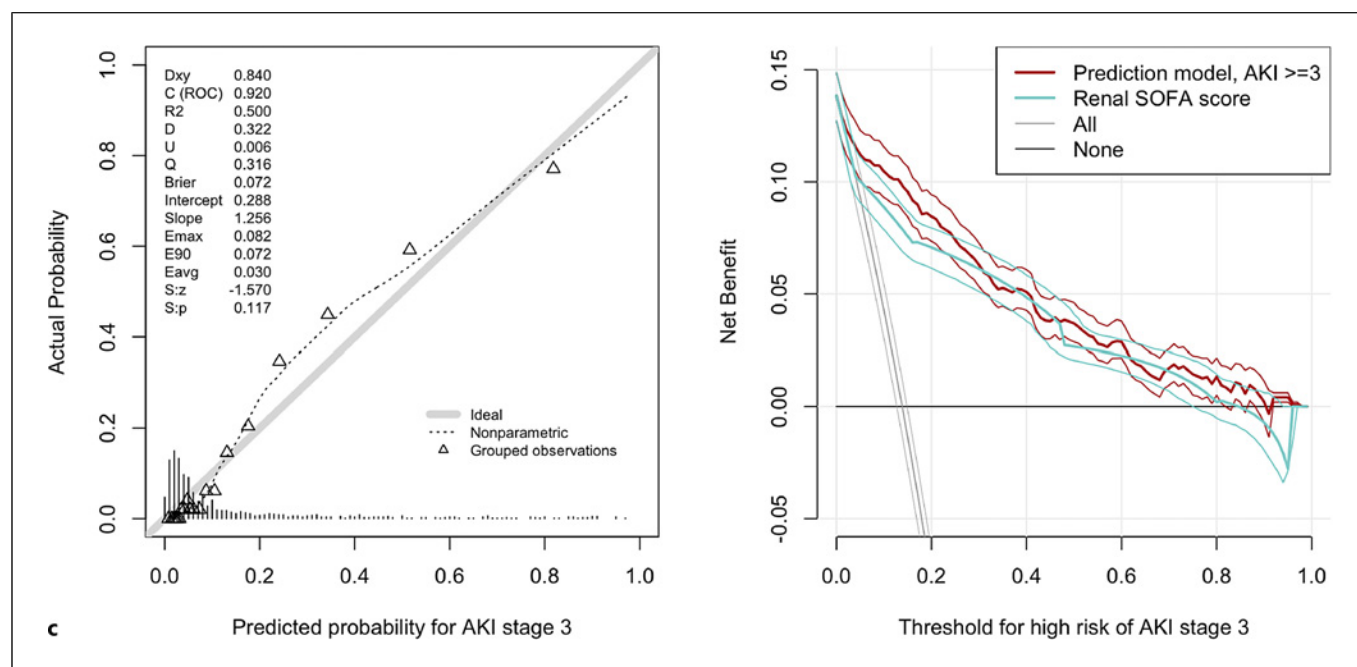 1.0
0.8
0.6
0.4
0.2
0.0
Actual Probability
Dxy 0.840
C (ROC) 0.920
R2 0.500
D 0.322
U 0.006
Q 0.316
Brier 0.072
Intercept 0.288
Slope 1.256
Emax 0.082
E90 0.072
Eavg 0.030
S:z -1.570
S:p 0.117
Ideal
Nonparametric
Grouped observations
0.0 0.2 0.4 0.6 0.8 1.0
Predicted probability for AKI stage 3
c
0.15
0.10
0.05
0.00
-0.05
Net Benefit
Prediction model, AKI >=3
Renal SOFA score
All
None
0.0 0.2 0.4 0.6 0.8 1.0
Threshold for high risk of AKI stage 3